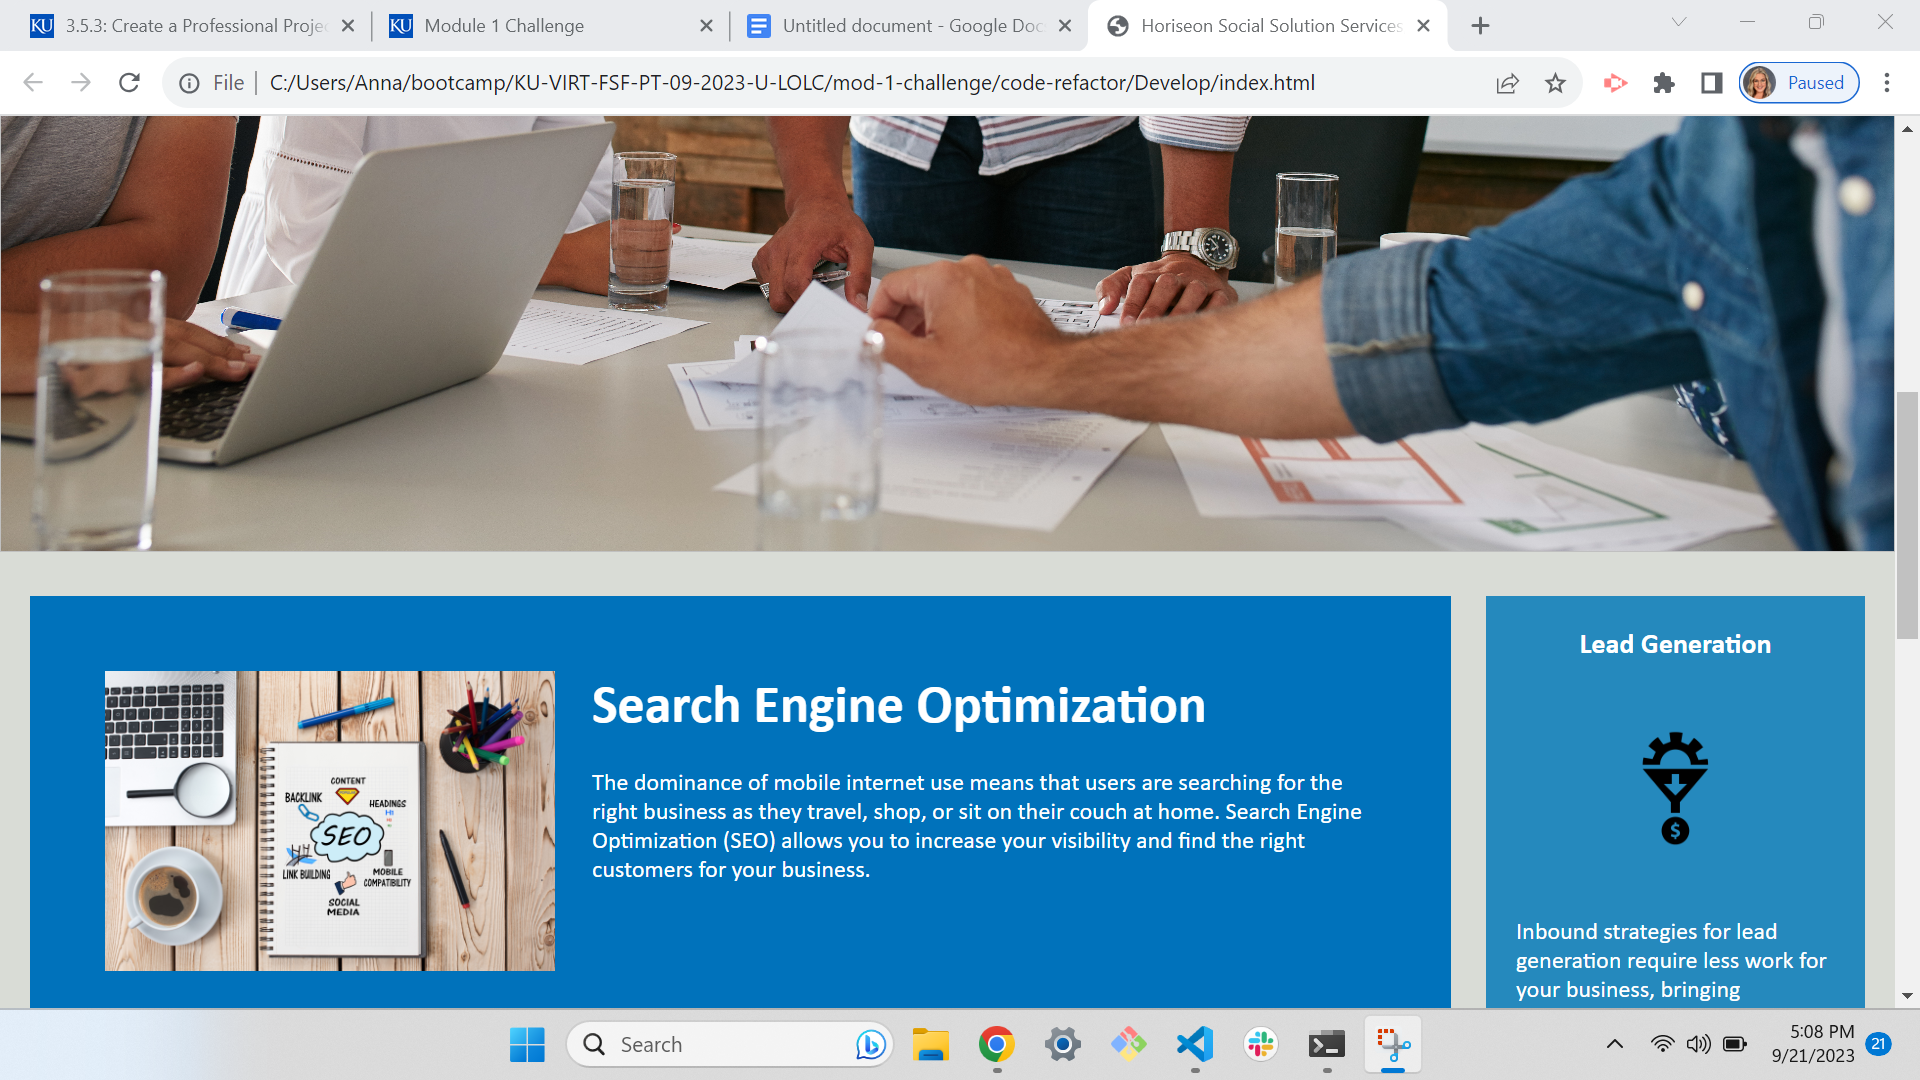 KU 3.5.3: Create a Professional Proje
KU Module 1 Challenge
Untitled document - Google Doc
Horiseon Social Solution Services
File C:/Users/Anna/bootcamp/KU-VIRT-FSF-PT-09-2023-U-LOLC/mod-1-challenge/code-refactor/Develop/index.html
Paused
Search Engine Optimization
The dominance of mobile internet use means that users are searching for the
right business as they travel, shop, or sit on their couch at home. Search Engine
Optimization (SEO) allows you to increase your visibility and find the right
customers for your business.
CONTENT
BACKLINK
HEADINGS
H1
SEO
LINK BUILDING
MOBILE
COMPATIBILITY
SOCIAL
MEDIA
Lead Generation
$
Inbound strategies for lead
generation require less work for
your business, bringing
Search
5:08 PM
9/21/2023
21